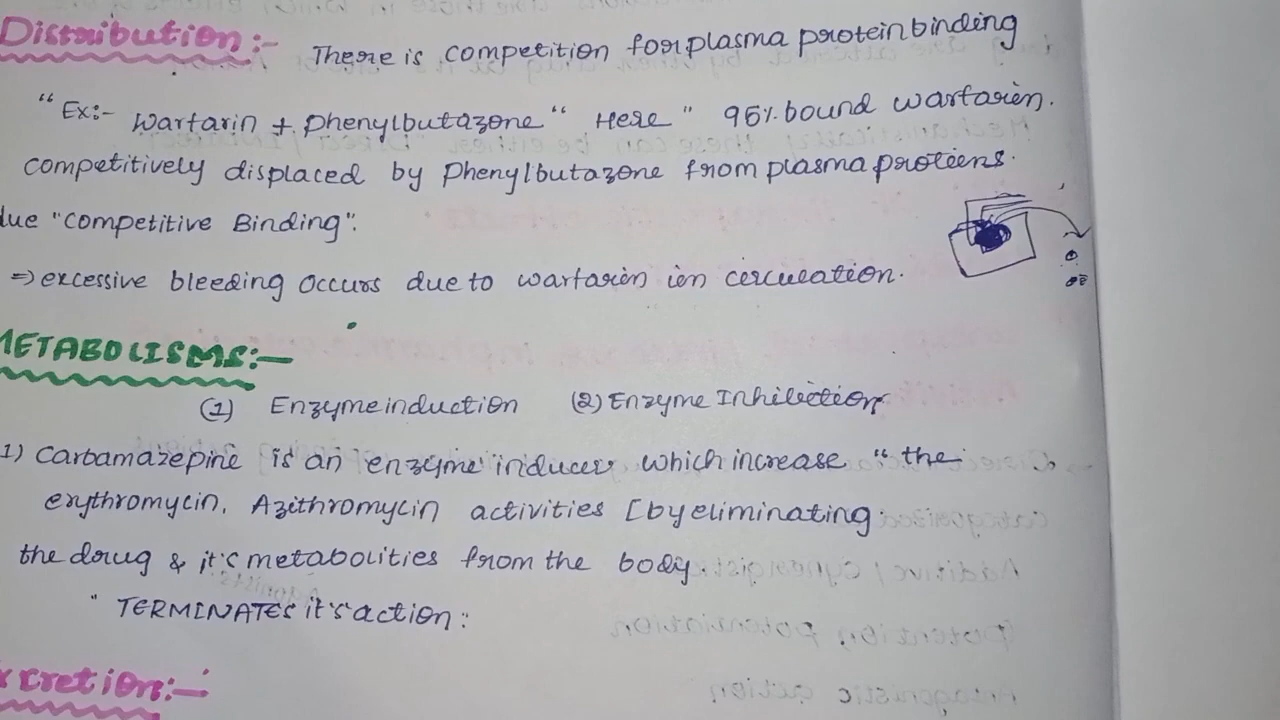 Distribution:- There is competition for plasma protein binding
"Ex:- Warfarin + Phenylbutazone" Here " 95% bound warfarin.
competitively displaced by Phenylbutazone from plasma proteins.
due "Competitive Binding".
⇒ excessive bleeding occurs due to warfarin in circulation.
METABOLISMS:-
(1) Enzyme induction (2) Enzyme Inhibition
1) Carbamazepine is an enzyme inducer which increase "the
erythromycin, Azithromycin activities [by eliminating
the drug & it's metabolities from the body.
" TERMINATES it's action:
Excretion:-